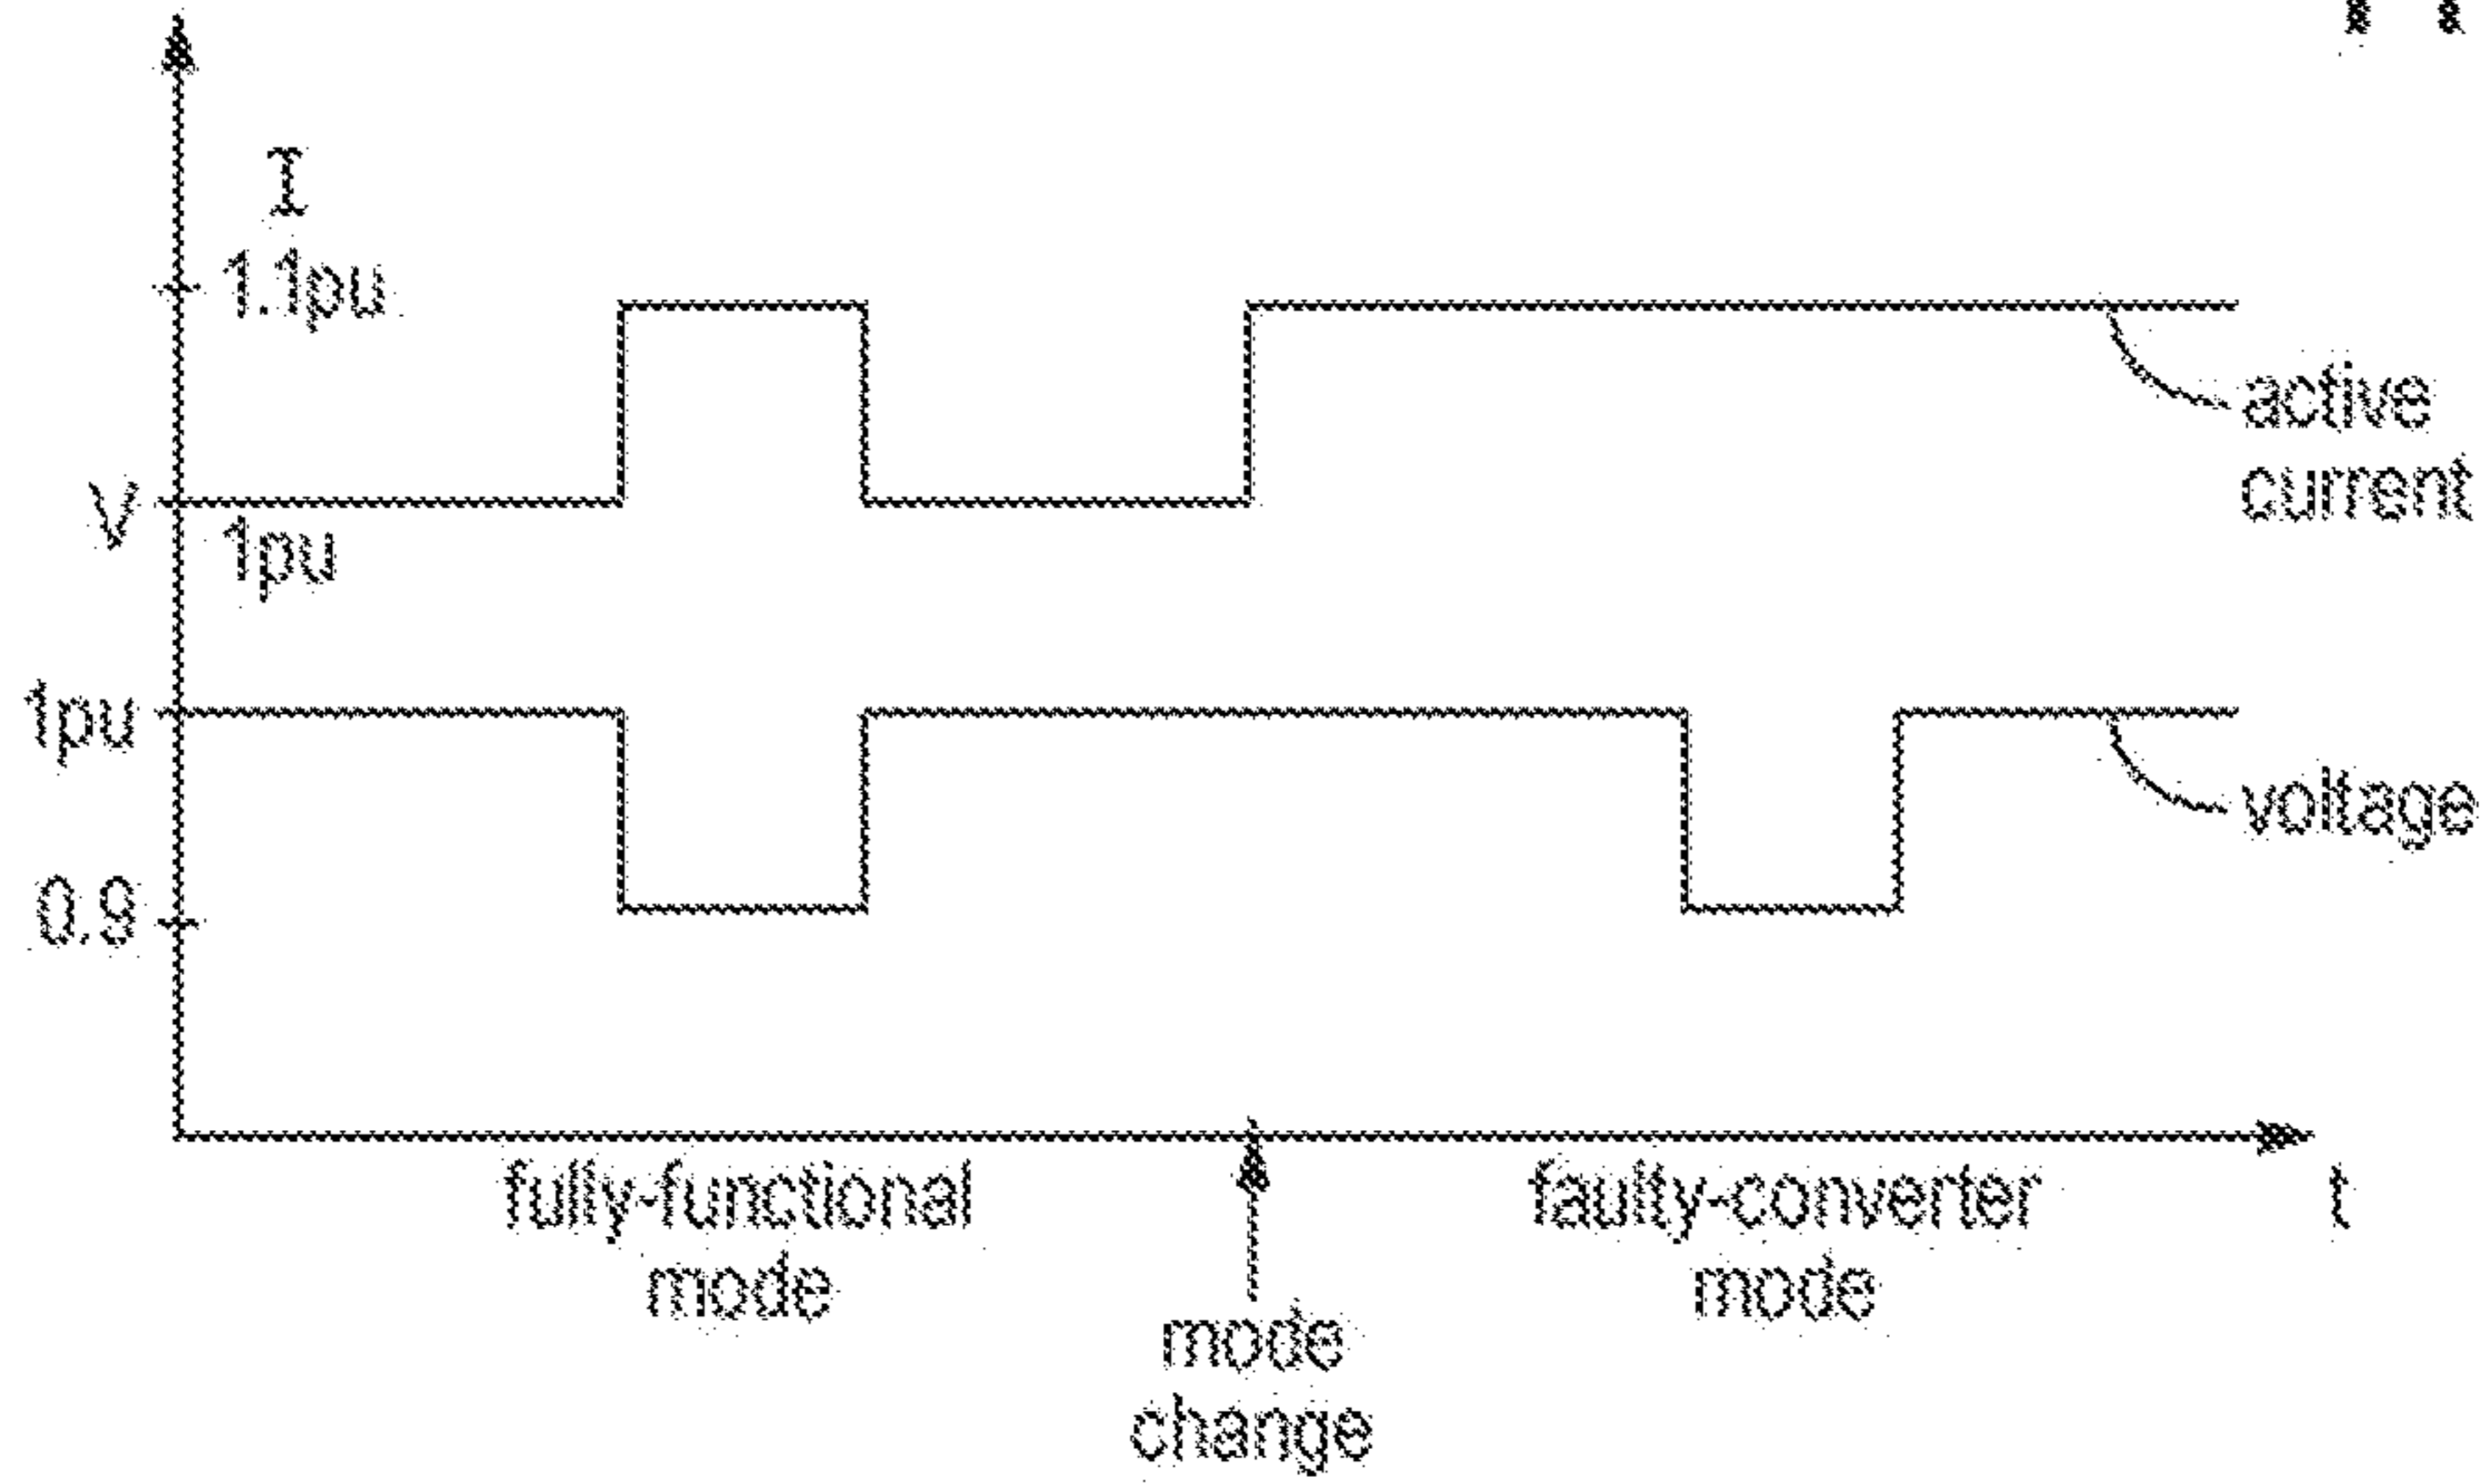 I
1.1pu
V
1pu
active
current
1pu
voltage
0.9
fully-functional
mode
mode
change
faulty-converter
mode
t